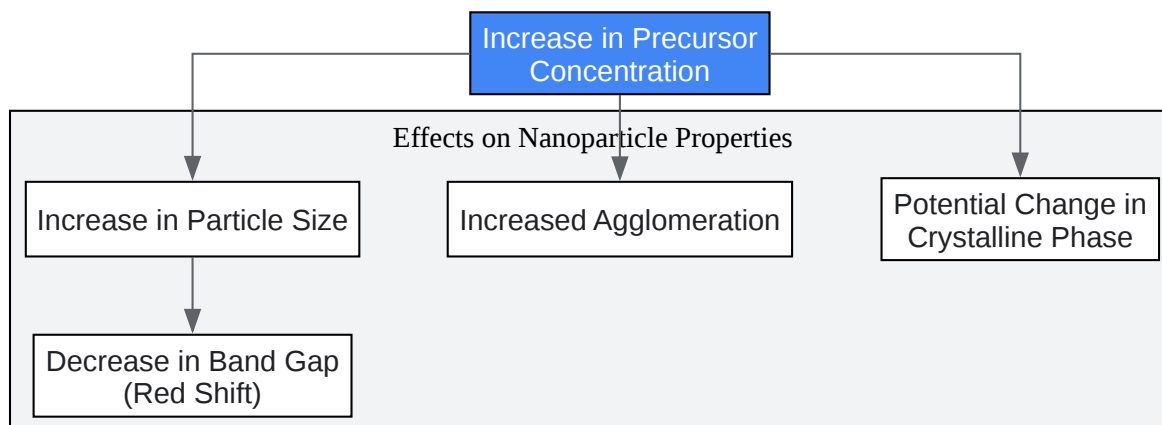 Increase in Precursor
Concentration
Effects on Nanoparticle Properties
Increase in Particle Size
Increased Agglomeration
Potential Change in
Crystalline Phase
Decrease in Band Gap
(Red Shift)